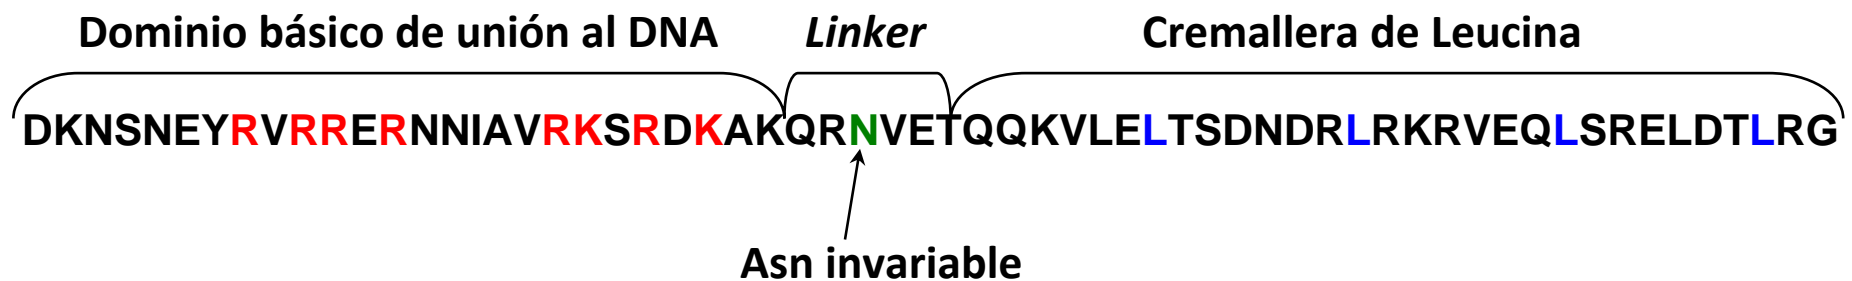 Dominio básico de unión al DNA Linker Cremallera de Leucina
DKNSNEYRVRRERNNIAVRKSRDKAKQRNVETQQKVLELTSDNDRLRKRVEQLSRELDTLRG
Asn invariable